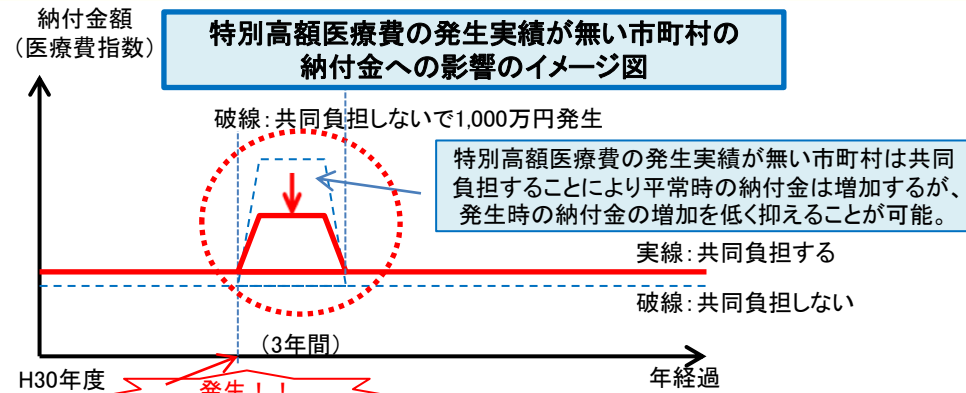 納付金額
（医療費指数）
特別高額医療費の発生実績が無い市町村の
納付金への影響のイメージ図
破線：共同負担しないで1,000万円発生
特別高額医療費の発生実績が無い市町村は共同
負担することにより平常時の納付金は増加するが、
発生時の納付金の増加を低く抑えることが可能。
実線：共同負担する
破線：共同負担しない
（3年間）
H30年度
発生！！
年経過